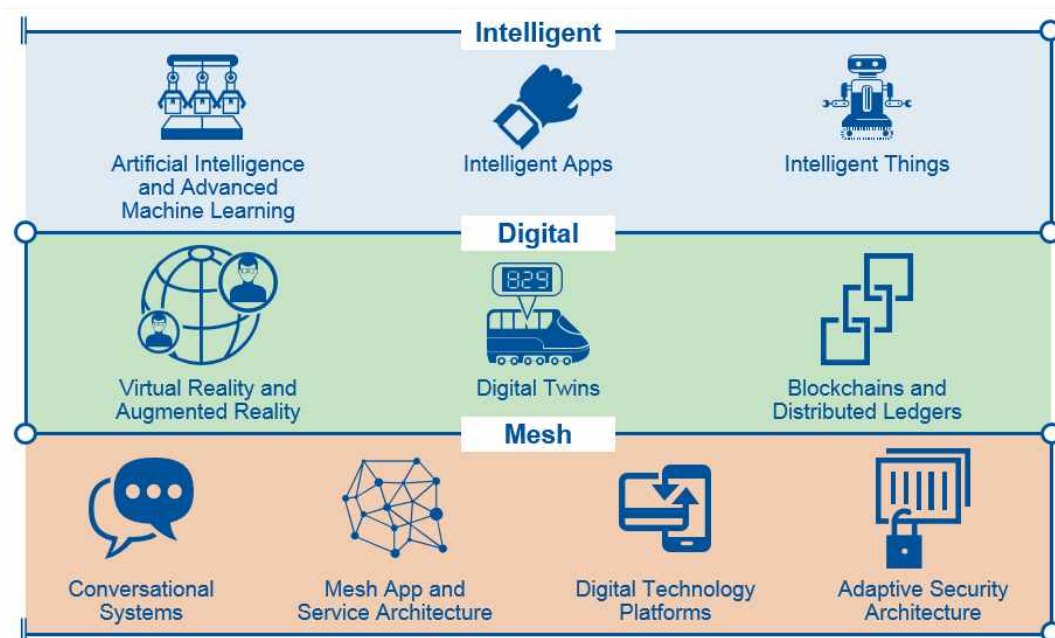 Intelligent
Artificial Intelligence
and Advanced
Machine Learning
Intelligent Apps
Intelligent Things
Digital
829
Virtual Reality and
Augmented Reality
Digital Twins
Blockchains and
Distributed Ledgers
Mesh
Conversational
Systems
Mesh App and
Service Architecture
Digital Technology
Platforms
Adaptive Security
Architecture